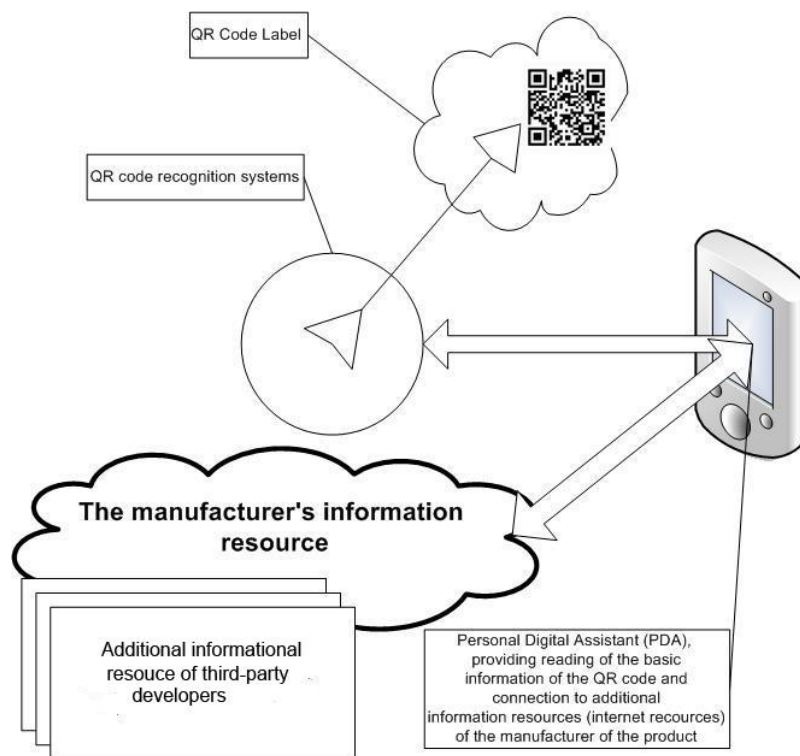 QR Code Label
QR code recognition systems
The manufacturer's information
resource
Additional informational
resouce of third-party
developers
Personal Digital Assistant (PDA),
providing reading of the basic
information of the QR code and
connection to additional
information resources (internet recources)
of the manufacturer of the product